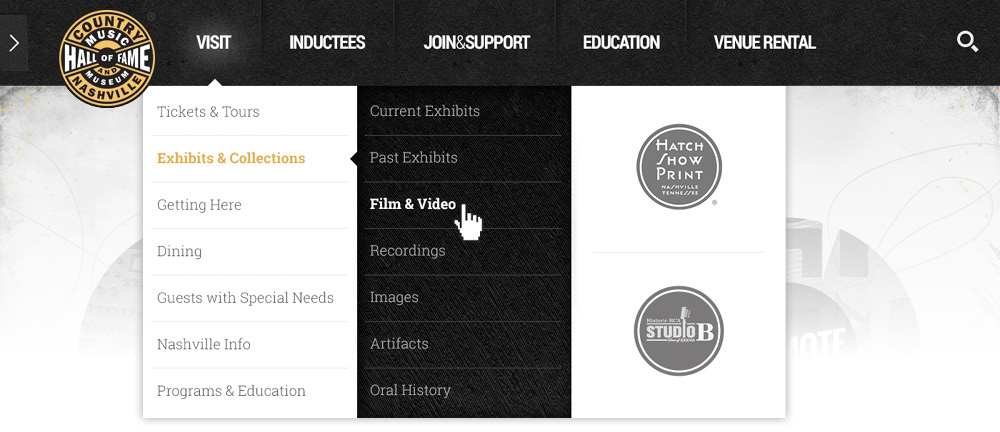 COUNTRY
MUSIC
HALL OF FAME
AND
MUSEUM
NASHVILLE
®
VISIT
INDUCTEES
JOIN&SUPPORT
EDUCATION
VENUE RENTAL
Tickets & Tours
Exhibits & Collections
Getting Here
Dining
Guests with Special Needs
Nashville Info
Programs & Education
Current Exhibits
Past Exhibits
Film & Video
Recordings
Images
Artifacts
Oral History
HATCH
SHOW
PRINT
NASHVILLE
TENNESSEE
®
Historic RCA
STUDIO B